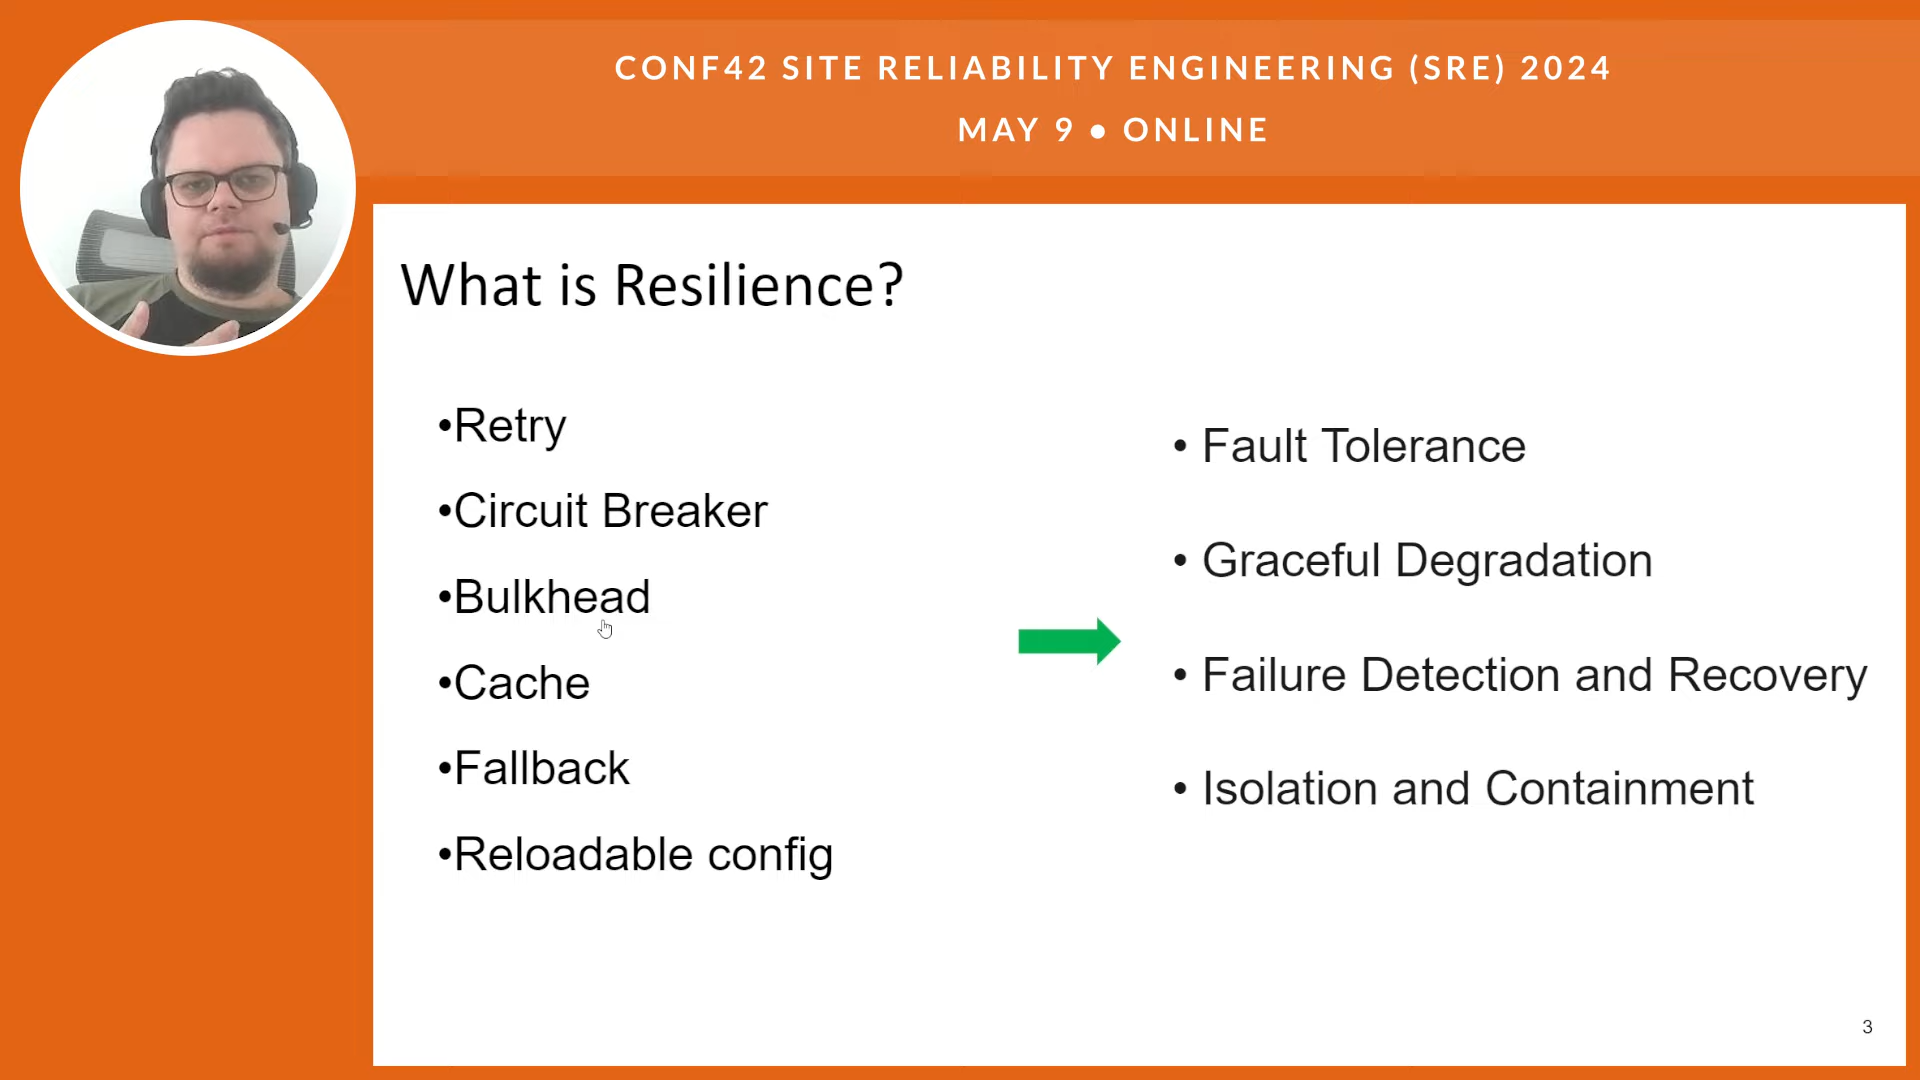 CONF42 SITE RELIABILITY ENGINEERING (SRE) 2024
MAY 9 ● ONLINE
What is Resilience?
•Retry
•Circuit Breaker
•Bulkhead
•Cache
•Fallback
•Reloadable config
• Fault Tolerance
• Graceful Degradation
• Failure Detection and Recovery
• Isolation and Containment
3